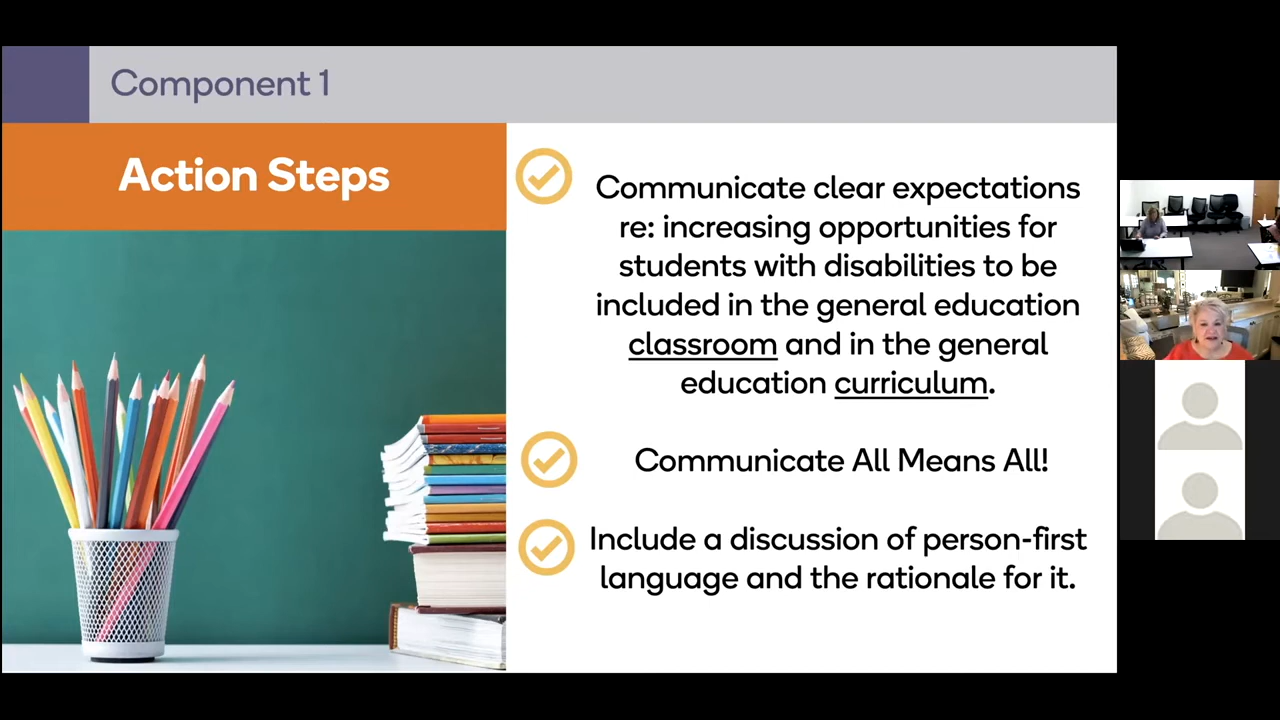 Component 1
Action Steps
Communicate clear expectations
re: increasing opportunities for
students with disabilities to be
included in the general education
classroom and in the general
education curriculum.
Communicate All Means All!
Include a discussion of person-first
language and the rationale for it.